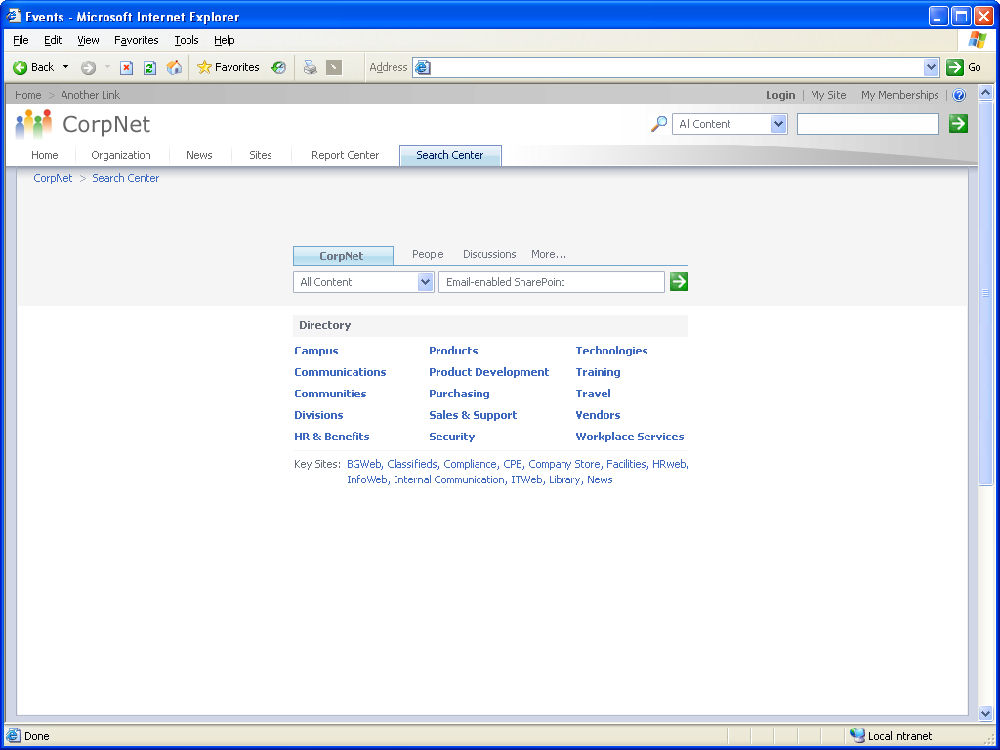 Events - Microsoft Internet Explorer
File Edit View Favorites Tools Help
Back Favorites Address Go
Home > Another Link Login | My Site | My Memberships |
CorpNet All Content
Home Organization News Sites Report Center Search Center
CorpNet > Search Center
CorpNet People Discussions More...
All Content Email-enabled SharePoint
Directory
Campus Products Technologies
Communications Product Development Training
Communities Purchasing Travel
Divisions Sales & Support Vendors
HR & Benefits Security Workplace Services
Key Sites: BGWeb, Classifieds, Compliance, CPE, Company Store, Facilities, HRweb,
InfoWeb, Internal Communication, ITWeb, Library, News
Done Local intranet